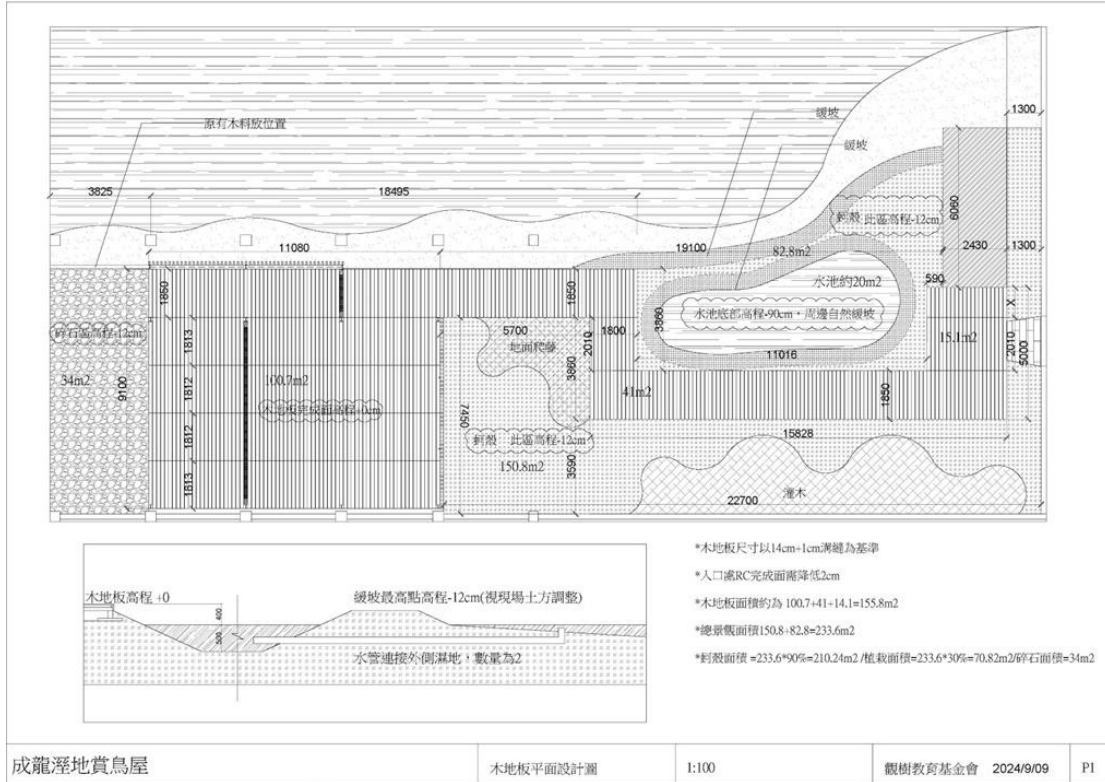 1300
緩坡
原有木料放位置
緩坡
3825
18495
蚵殼 此區高程-12cm
6080
11080
19100
82.8m2
2430
1300
590
水池約20m2
1850
1850
碎石區高程-12cm
1813
5700
地面爬藤
2010
1800
3860
水池底部高程-90cm，周邊自然緩坡
15.1m2
X
2010
5000
34m2
9100
1812
100.7m2
3860
11016
41m2
木地板完成面高程+0cm
7450
1850
1812
蚵殼 此區高程-12cm
15828
150.8m2
3590
1813
22700
灌木
*木地板尺寸以14cm+1cm溝縫為基準
*入口處RC完成面需降低2cm
*木地板面積約為 100.7+41+14.1=155.8m2
*總景觀面積150.8+82.8=233.6m2
*蚵殼面積 =233.6*90%=210.24m2 /植栽面積=233.6*30%=70.82m2/碎石面積=34m2
木地板高程 +0
400
500
緩坡最高點高程-12cm(視現場土方調整)
水管連接外側濕地，數量為2
成龍溼地賞鳥屋
木地板平面設計圖
1:100
觀樹教育基金會 2024/9/09
P1